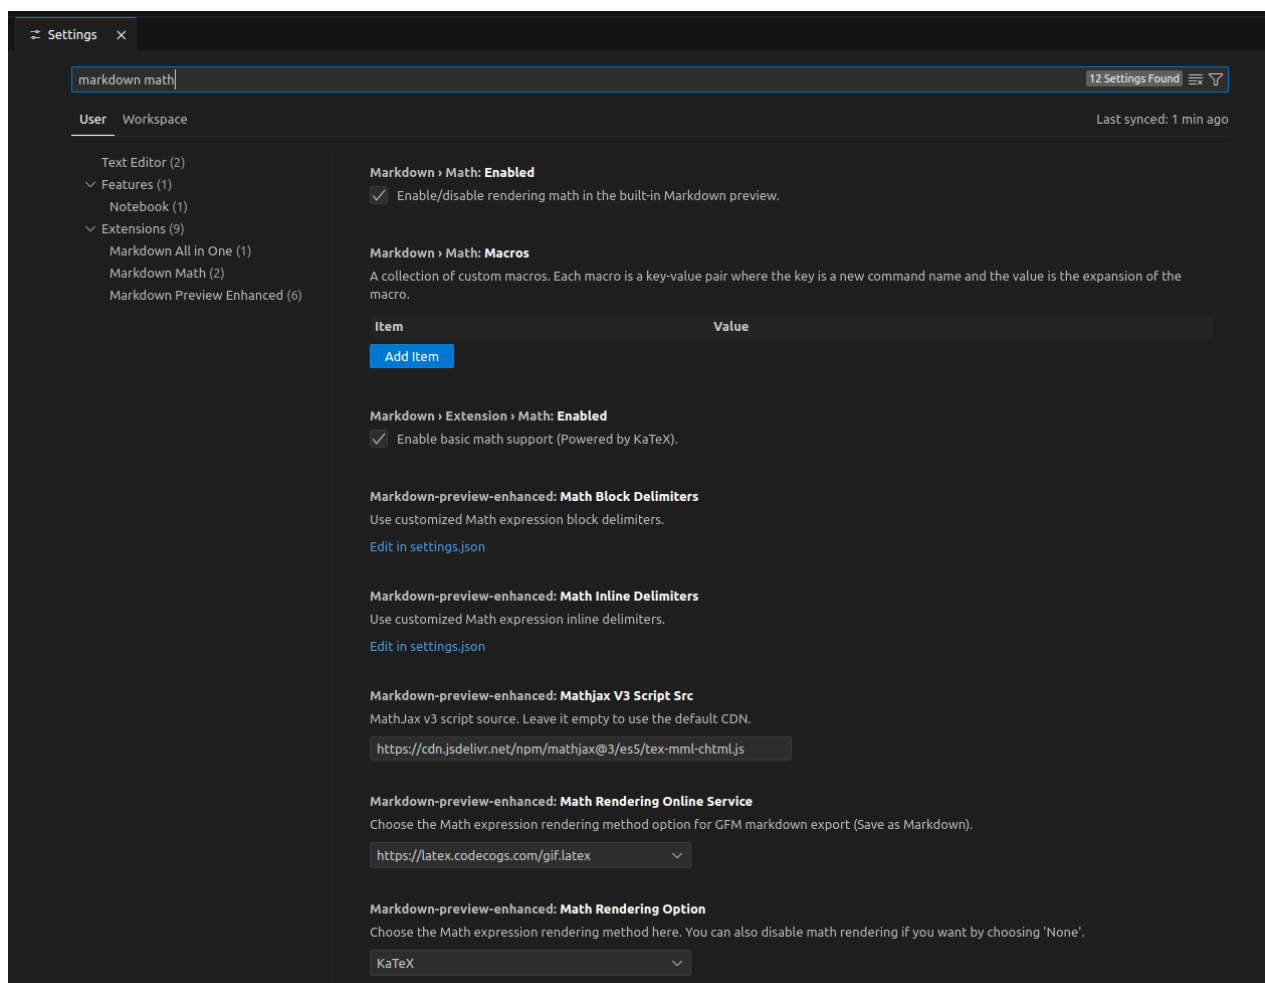 Settings
markdown math
12 Settings Found
User Workspace
Last synced: 1 min ago
Text Editor (2)
Features (1)
Notebook (1)
Extensions (9)
Markdown All in One (1)
Markdown Math (2)
Markdown Preview Enhanced (6)
Markdown › Math: Enabled
Enable/disable rendering math in the built-in Markdown preview.
Markdown › Math: Macros
A collection of custom macros. Each macro is a key-value pair where the key is a new command name and the value is the expansion of the
macro.
Item Value
Add Item
Markdown › Extension › Math: Enabled
Enable basic math support (Powered by KaTeX).
Markdown-preview-enhanced: Math Block Delimiters
Use customized Math expression block delimiters.
Edit in settings.json
Markdown-preview-enhanced: Math Inline Delimiters
Use customized Math expression inline delimiters.
Edit in settings.json
Markdown-preview-enhanced: Mathjax V3 Script Src
MathJax v3 script source. Leave it empty to use the default CDN.
https://cdn.jsdelivr.net/npm/mathjax@3/es5/tex-mml-chtml.js
Markdown-preview-enhanced: Math Rendering Online Service
Choose the Math expression rendering method option for GFM markdown export (Save as Markdown).
https://latex.codecogs.com/gif.latex
Markdown-preview-enhanced: Math Rendering Option
Choose the Math expression rendering method here. You can also disable math rendering if you want by choosing 'None'.
KaTeX